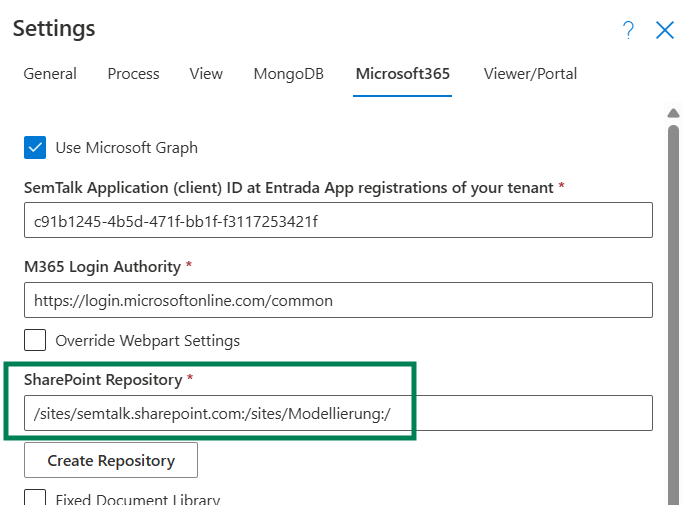 Settings
?
General Process View MongoDB Microsoft365 Viewer/Portal
Use Microsoft Graph
SemTalk Application (client) ID at Entrada App registrations of your tenant *
c91b1245-4b5d-471f-bb1f-f3117253421f
M365 Login Authority *
https://login.microsoftonline.com/common
Override Webpart Settings
SharePoint Repository *
/sites/semtalk.sharepoint.com:/sites/Modellierung:/
Create Repository
Fixed Document Library